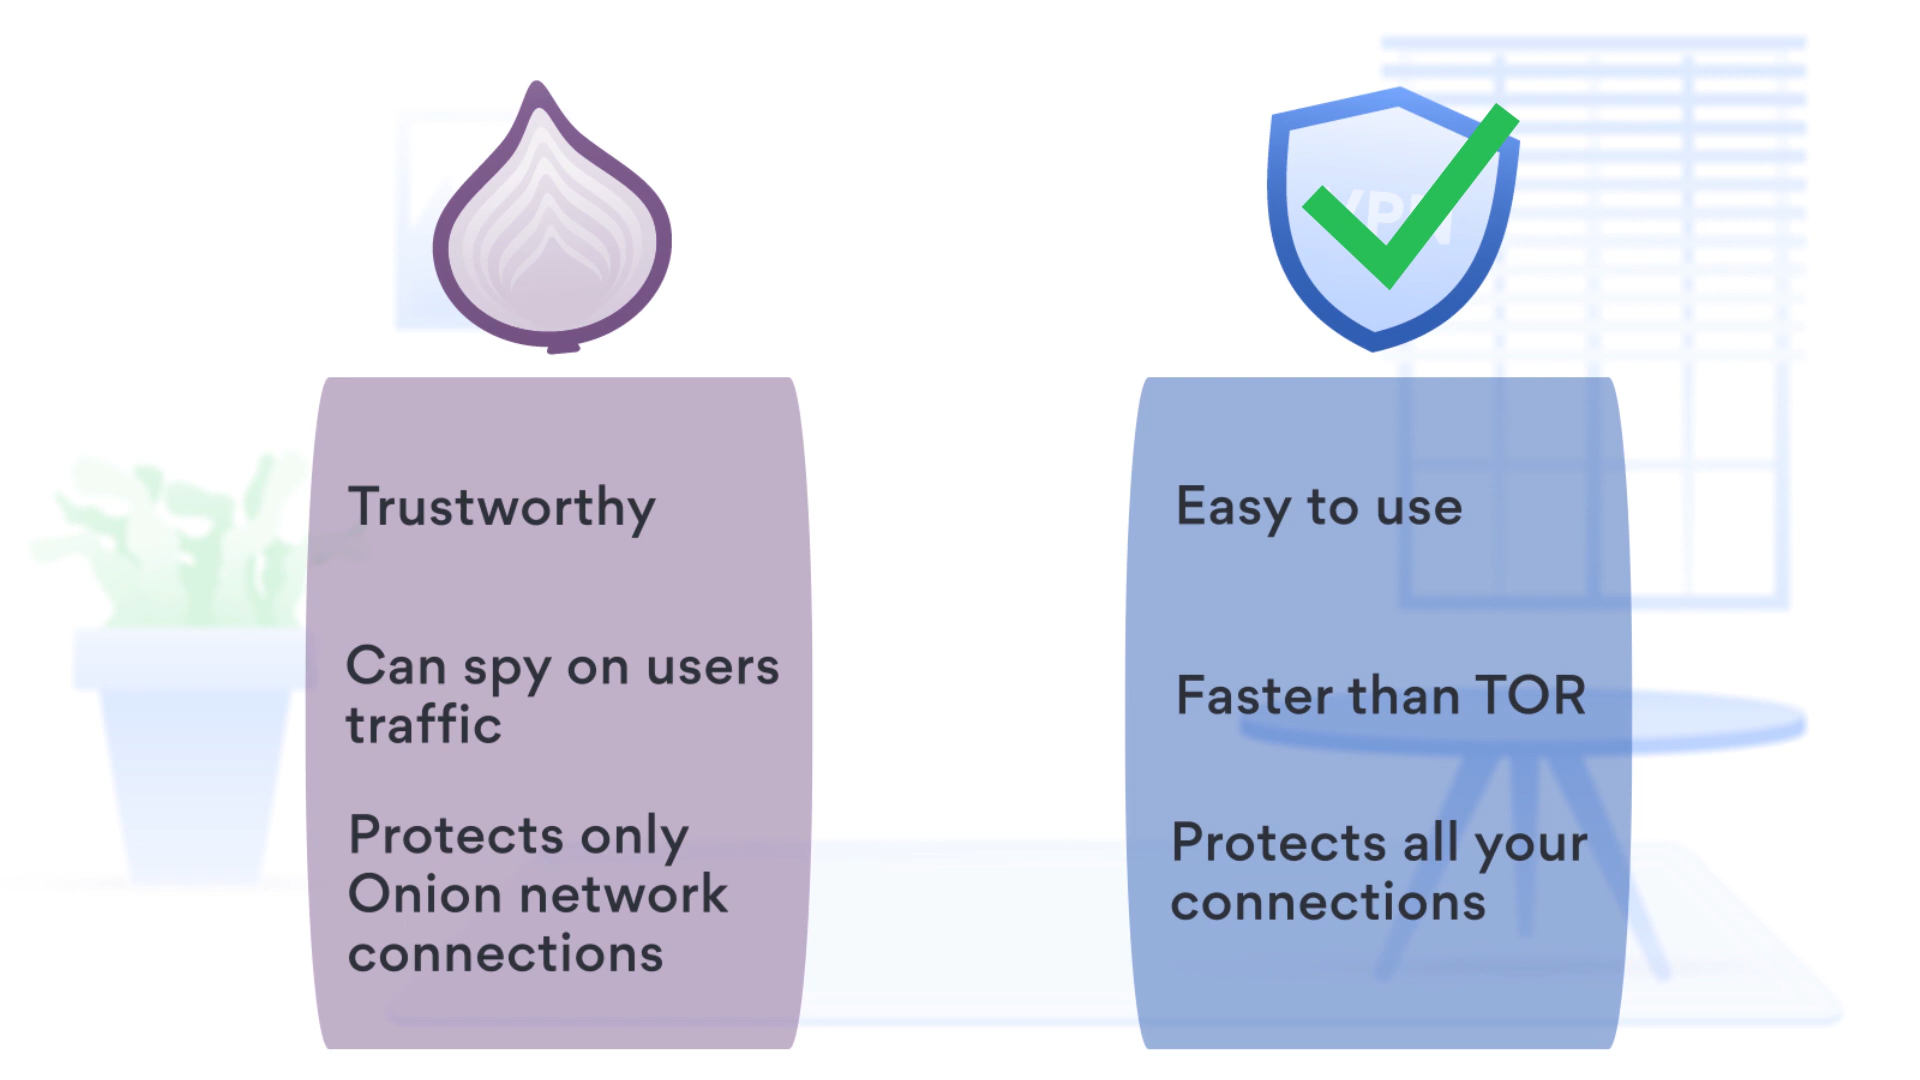 VPN
Trustworthy
Can spy on users
traffic
Protects only
Onion network
connections
Easy to use
Faster than TOR
Protects all your
connections